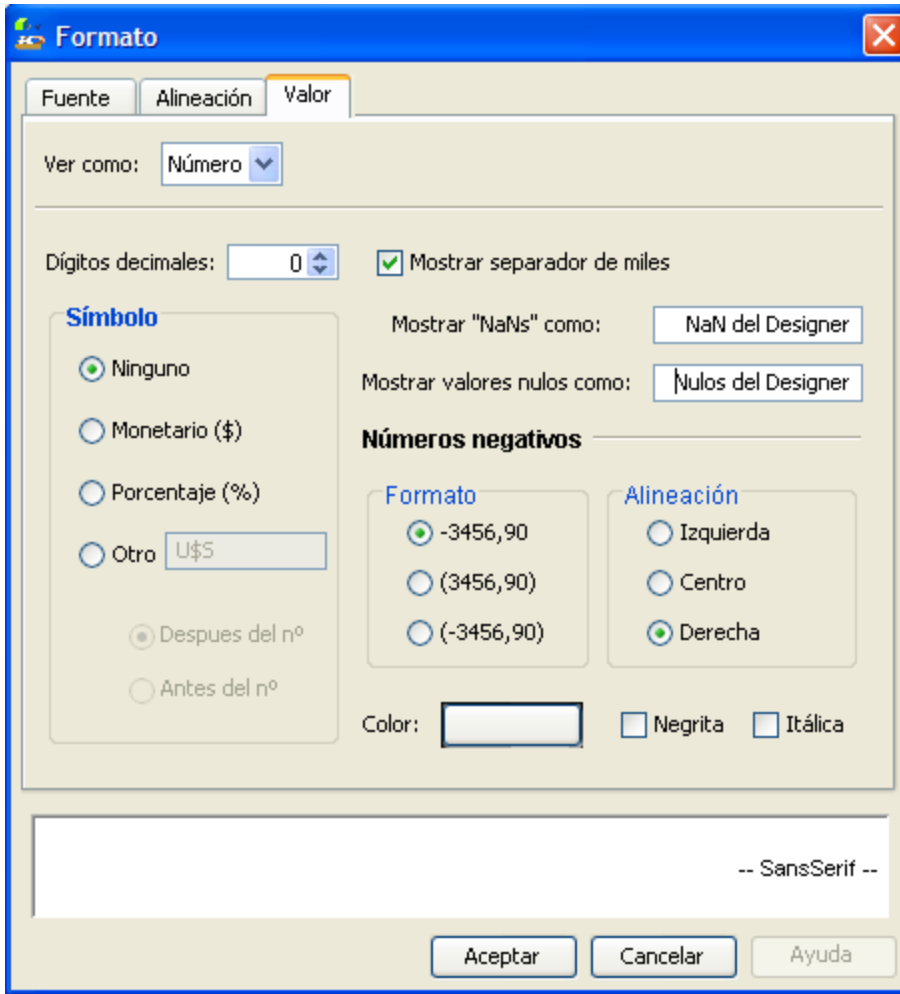 Formato
Fuente Alineación Valor
Ver como: Número
Dígitos decimales: 0 Mostrar separador de miles
Símbolo
Ninguno
Monetario ($)
Porcentaje (%)
Otro U$S
Despues del nº
Antes del nº
Mostrar "NaNs" como: NaN del Designer
Mostrar valores nulos como: Nulos del Designer
Números negativos
Formato
-3456,90
(3456,90)
(-3456,90)
Alineación
Izquierda
Centro
Derecha
Color: Negrita Itálica
-- SansSerif --
Aceptar Cancelar Ayuda